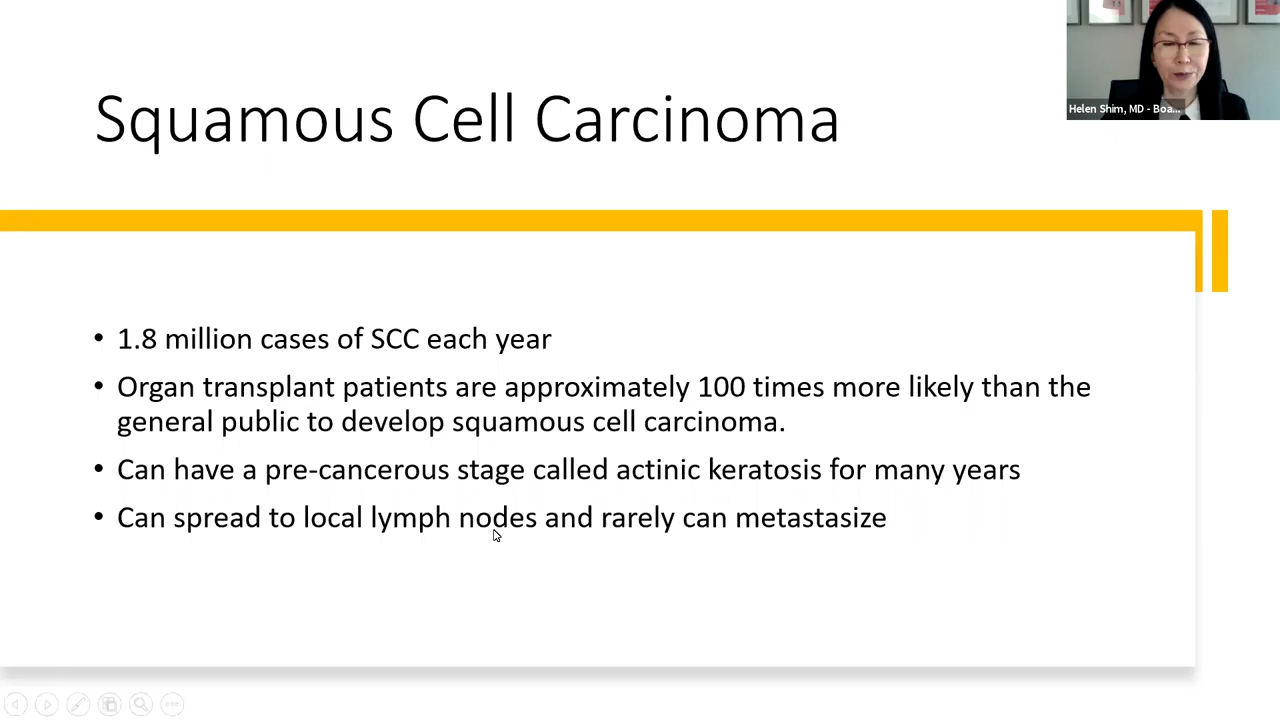 Squamous Cell Carcinoma
Helen Shim, MD - Boa...
• 1.8 million cases of SCC each year
• Organ transplant patients are approximately 100 times more likely than the
general public to develop squamous cell carcinoma.
• Can have a pre-cancerous stage called actinic keratosis for many years
• Can spread to local lymph nodes and rarely can metastasize